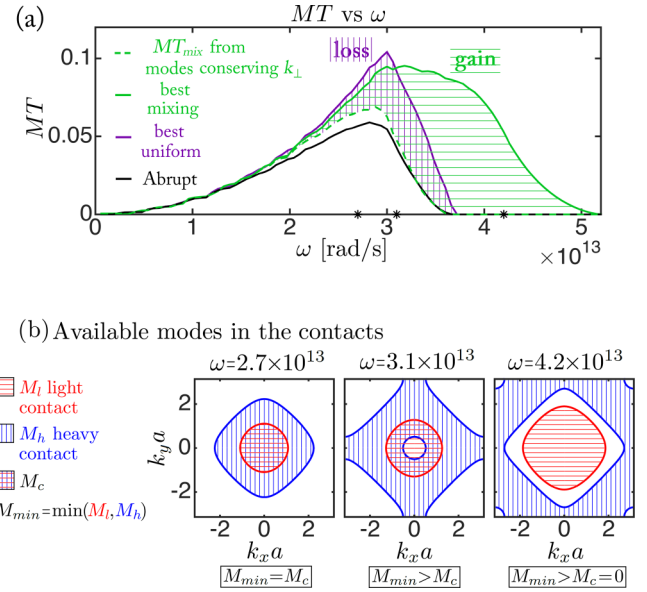 (a)
MT vs ω
0.1
0.05
0
MT
MT_mix from
modes conserving k_⊥
best
mixing
best
uniform
Abrupt
loss
gain
0 1 2 3 4 5
ω [rad/s]
×10^13
(b) Available modes in the contacts
ω=2.7×10^13 ω=3.1×10^13 ω=4.2×10^13
M_l light
contact
M_h heavy
contact
M_c
M_min=min(M_l,M_h)
2
0
-2
k_y a
-2 0 2 -2 0 2 -2 0 2
k_x a k_x a k_x a
M_min=M_c M_min>M_c M_min>M_c=0